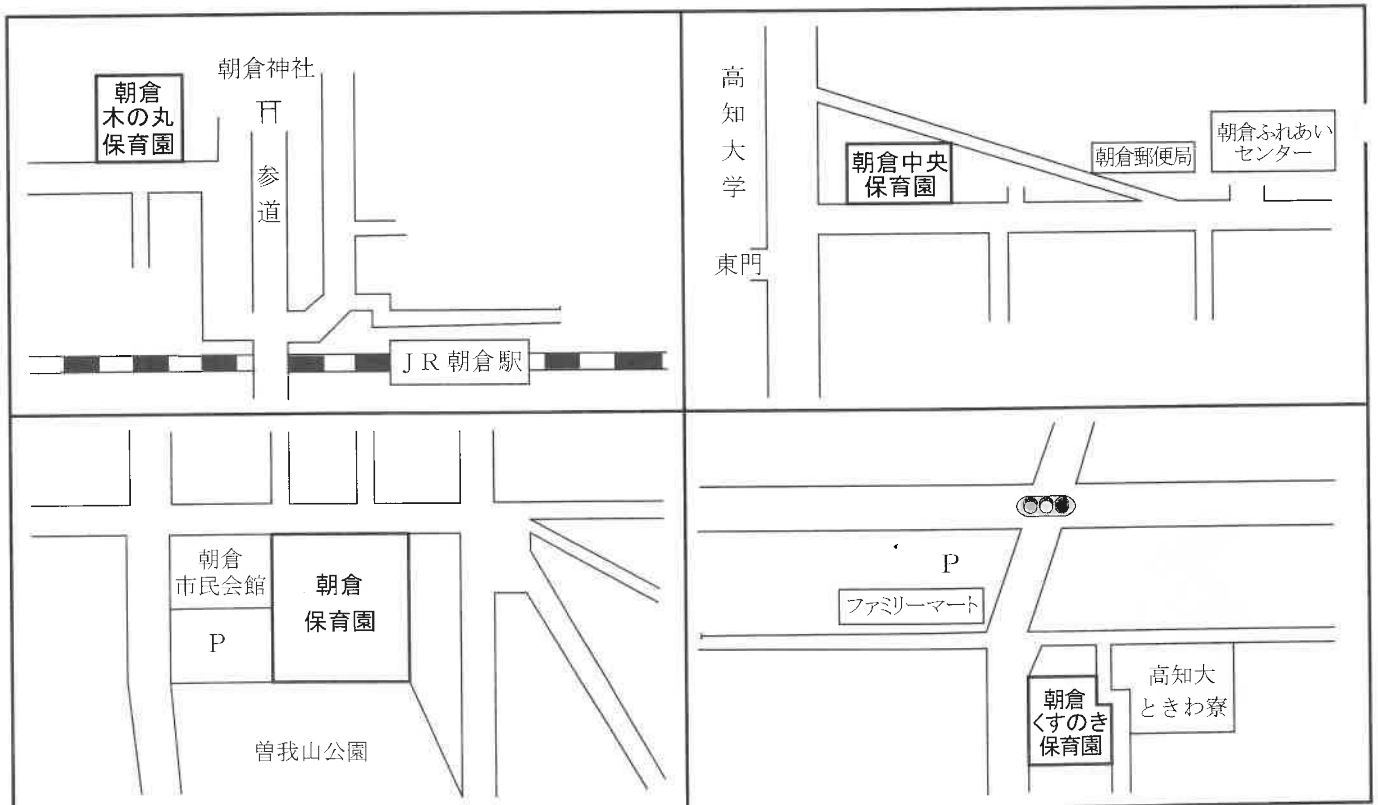 朝倉神社
朝倉
木の丸
保育園
参道
JR朝倉駅
高知大学
東門
朝倉中央
保育園
朝倉郵便局
朝倉ふれあい
センター
朝倉
市民会館
P
朝倉
保育園
曽我山公園
P
ファミリーマート
朝倉
くすのき
保育園
高知大
ときわ寮